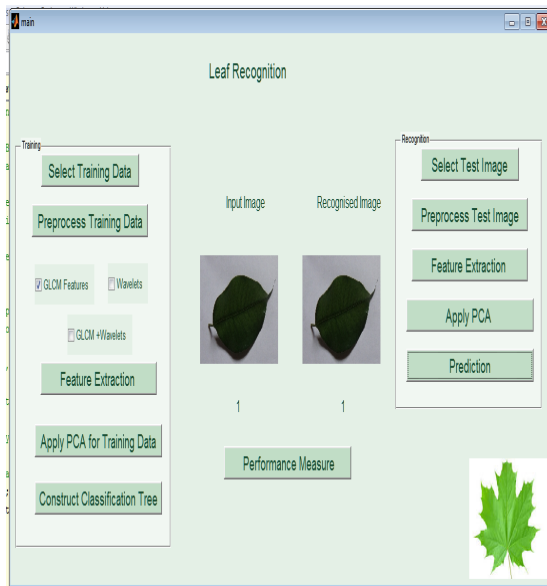 main
Leaf Recognition
Training
Select Training Data
Preprocess Training Data
GLCM Features
Wavelets
GLCM +Wavelets
Feature Extraction
Apply PCA for Training Data
Construct Classification Tree
Input Image
Recognised Image
1
1
Performance Measure
Recognition
Select Test Image
Preprocess Test Image
Feature Extraction
Apply PCA
Prediction